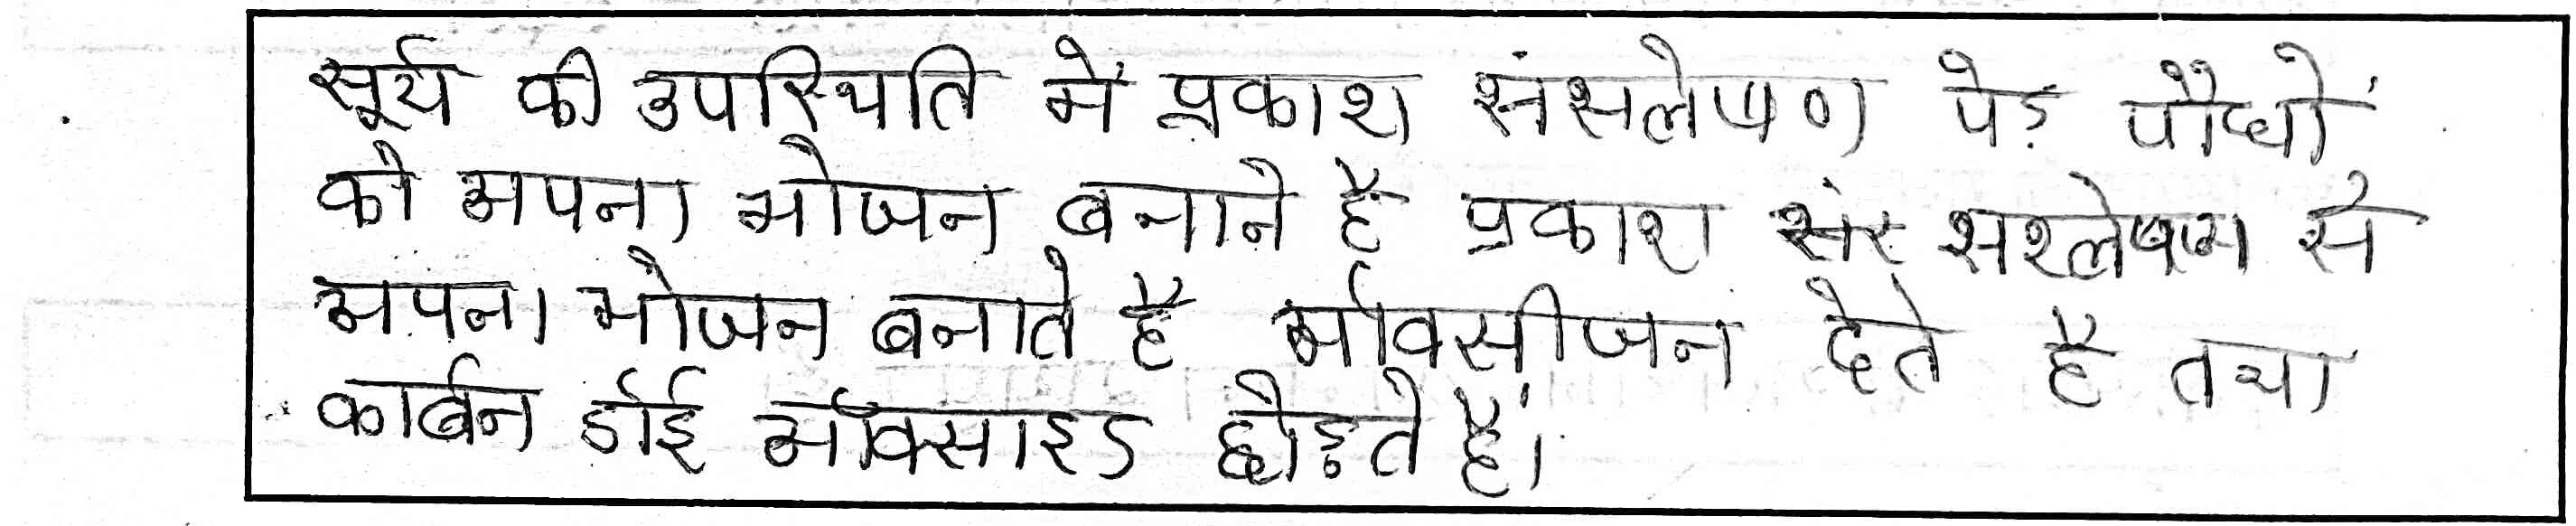 सूर्य की उपस्थिति में प्रकाश संसलेषण पेड़ पौधों
को अपना भोजन बनाने है प्रकाश संश्लेषण से
अपना भोजन बनाते है ऑक्सीजन देते है तथा
कार्बन डाई ऑक्साइड छोड़ते हैं।